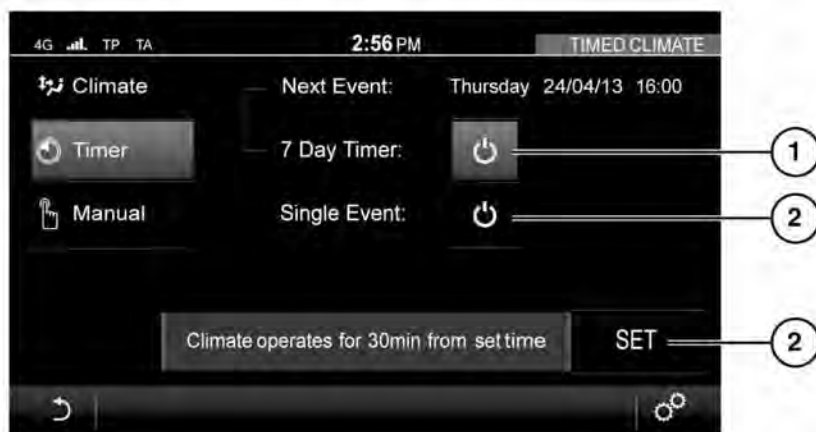 4G TP TA 2:56 PM TIMED CLIMATE
Climate Next Event: Thursday 24/04/13 16:00
Timer 7 Day Timer: 1
Manual Single Event: 2
Climate operates for 30min from set time SET 2